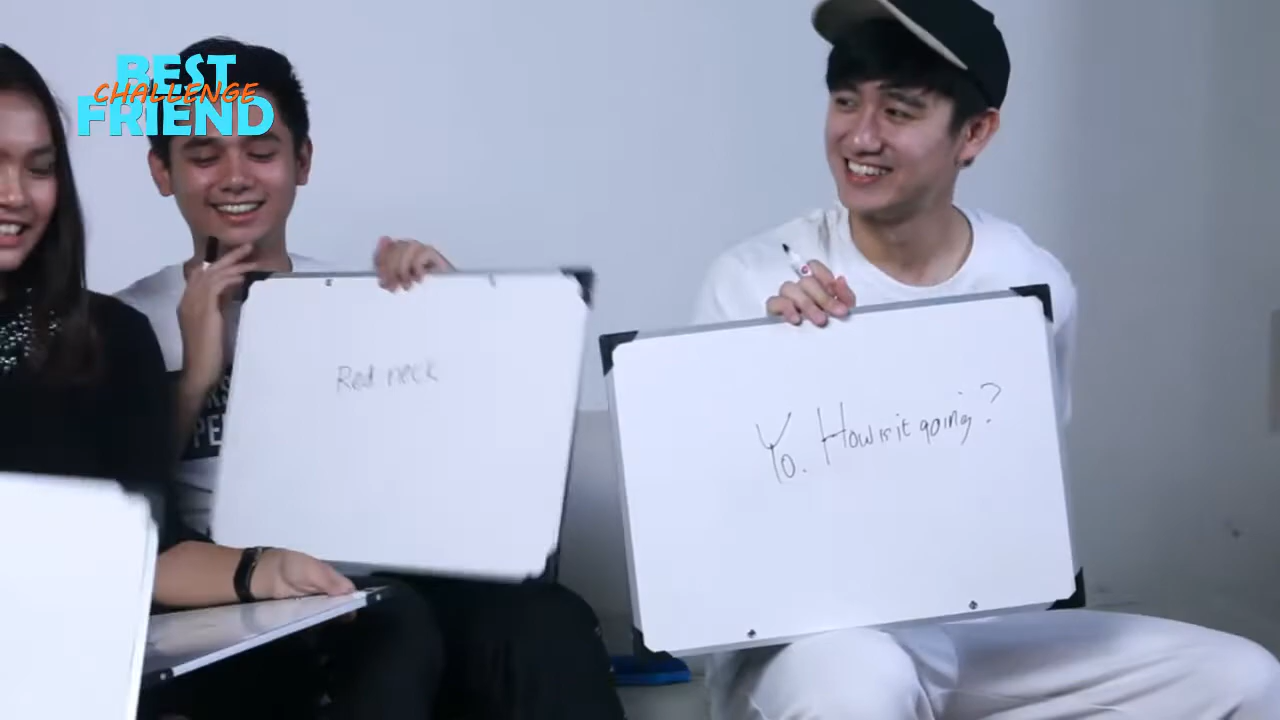 BEST
CHALLENGE
FRIEND
Red neck
Yo. How is it going?